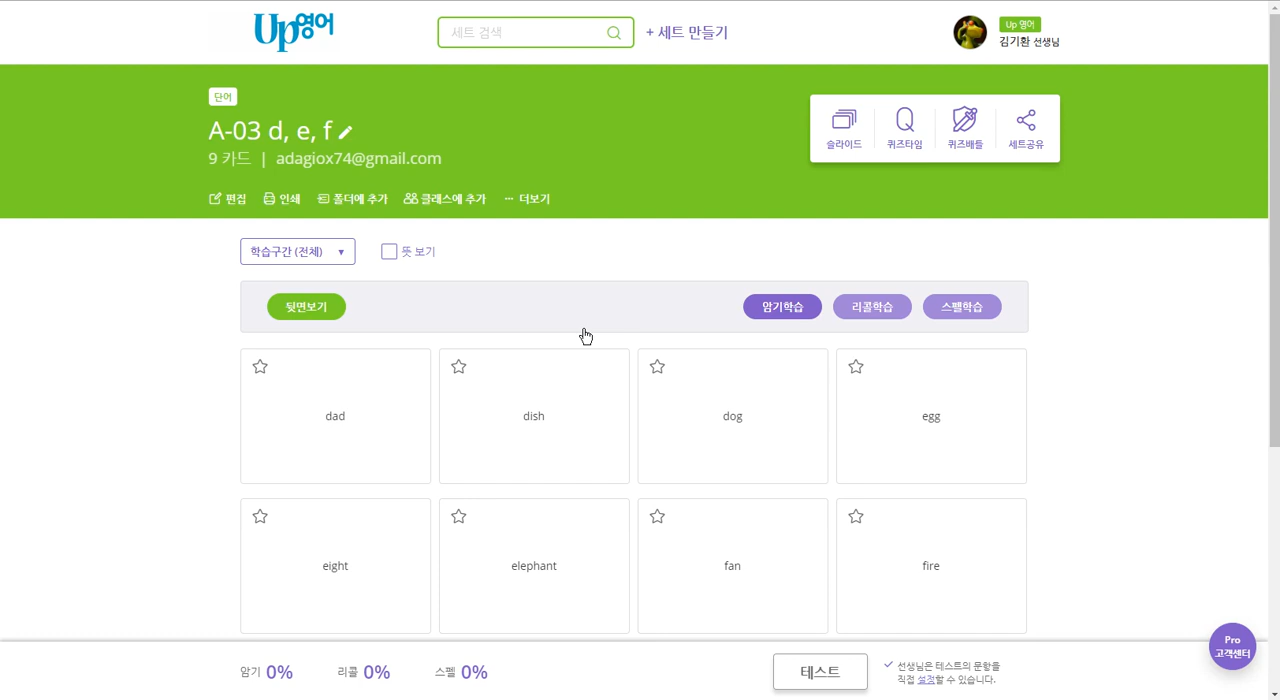 Up영어
세트 검색
+ 세트 만들기
Up 영어
김기환 선생님
단어
A-03 d, e, f
9 카드 | adagiox74@gmail.com
슬라이드
퀴즈타임
퀴즈배틀
세트공유
편집
인쇄
폴더에 추가
클래스에 추가
··· 더보기
학습구간 (전체) ▼
뜻 보기
뒷면보기
암기학습
리콜학습
스펠학습
dad
dish
dog
egg
eight
elephant
fan
fire
암기 0%
리콜 0%
스펠 0%
테스트
선생님은 테스트의 문항을
직접 설정할 수 있습니다.
Pro
고객센터